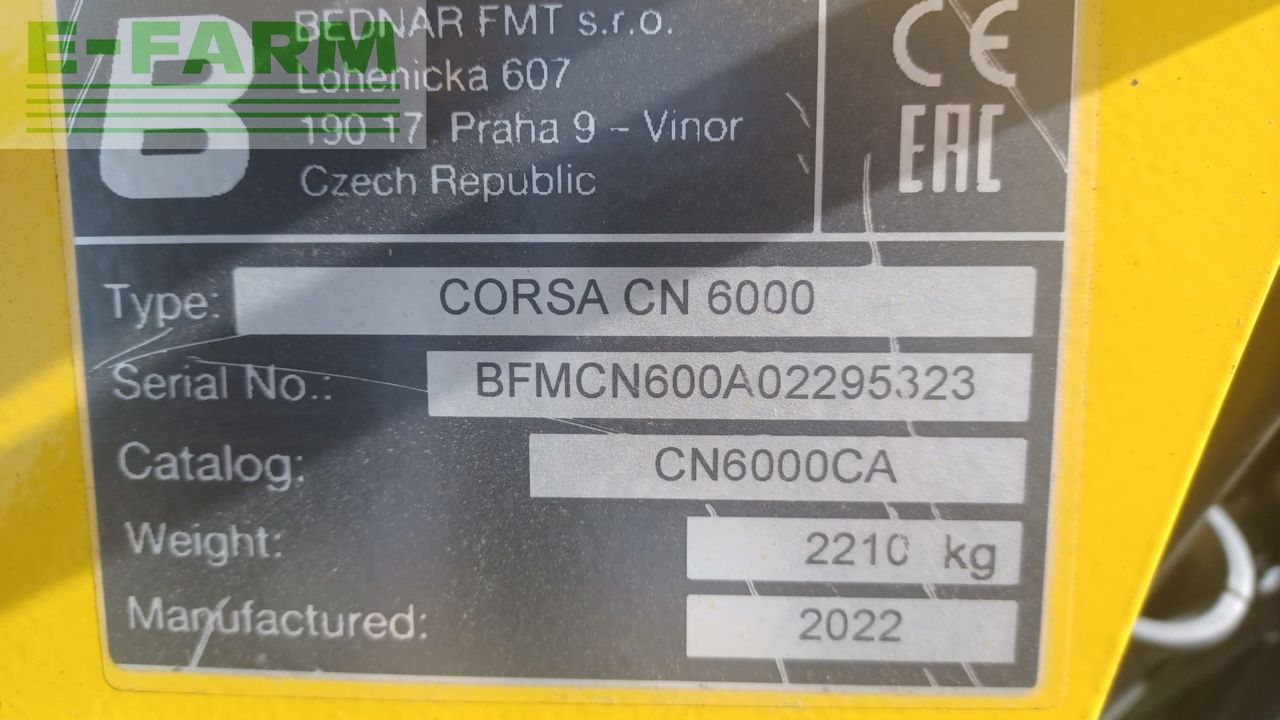 E-FARM
B
BEDNAR FMT s.r.o.
Lohenicka 607
190 17 Praha 9 – Vinor
Czech Republic
CE
EAC
Type: CORSA CN 6000
Serial No.: BFMCN600A02295323
Catalog: CN6000CA
Weight: 2210 kg
Manufactured: 2022